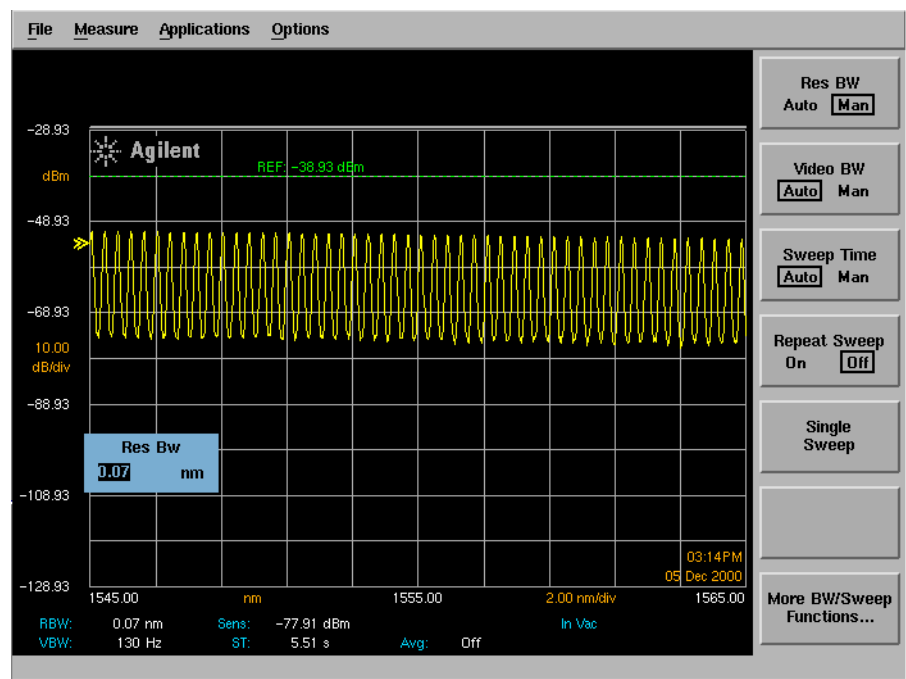 File Measure Applications Options
Res BW
Auto Man
-28.93
Agilent
REF: -38.93 dBm
dBm
Video BW
Auto Man
-48.93
Sweep Time
Auto Man
-68.93
10.00
dB/div
Repeat Sweep
On Off
-88.93
Single
Sweep
Res Bw
0.07 nm
-108.93
03:14PM
05 Dec 2000
-128.93
1545.00 nm 1555.00 2.00 nm/div 1565.00
More BW/Sweep
Functions...
RBW: 0.07 nm Sens: -77.91 dBm In Vac
VBW: 130 Hz ST: 5.51 s Avg: Off